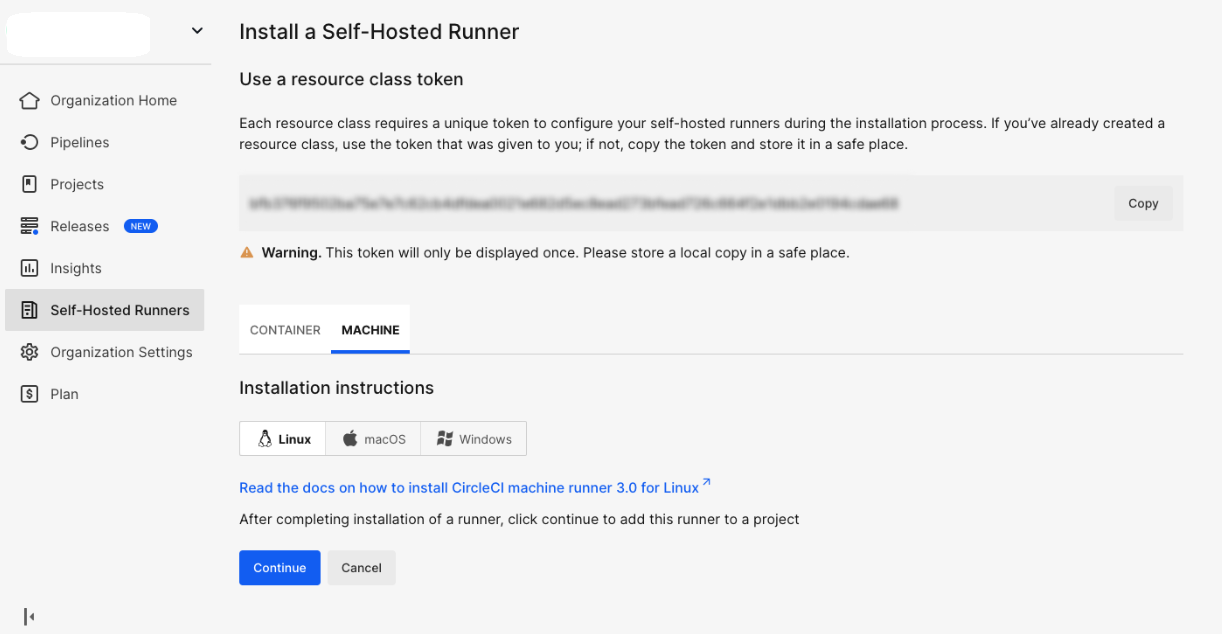 Install a Self-Hosted Runner
Use a resource class token
Each resource class requires a unique token to configure your self-hosted runners during the installation process. If you’ve already created a
resource class, use the token that was given to you; if not, copy the token and store it in a safe place.
Copy
Warning. This token will only be displayed once. Please store a local copy in a safe place.
Organization Home
Pipelines
Projects
Releases NEW
Insights
Self-Hosted Runners
Organization Settings
Plan
CONTAINER MACHINE
Installation instructions
Linux macOS Windows
Read the docs on how to install CircleCI machine runner 3.0 for Linux
After completing installation of a runner, click continue to add this runner to a project
Continue Cancel